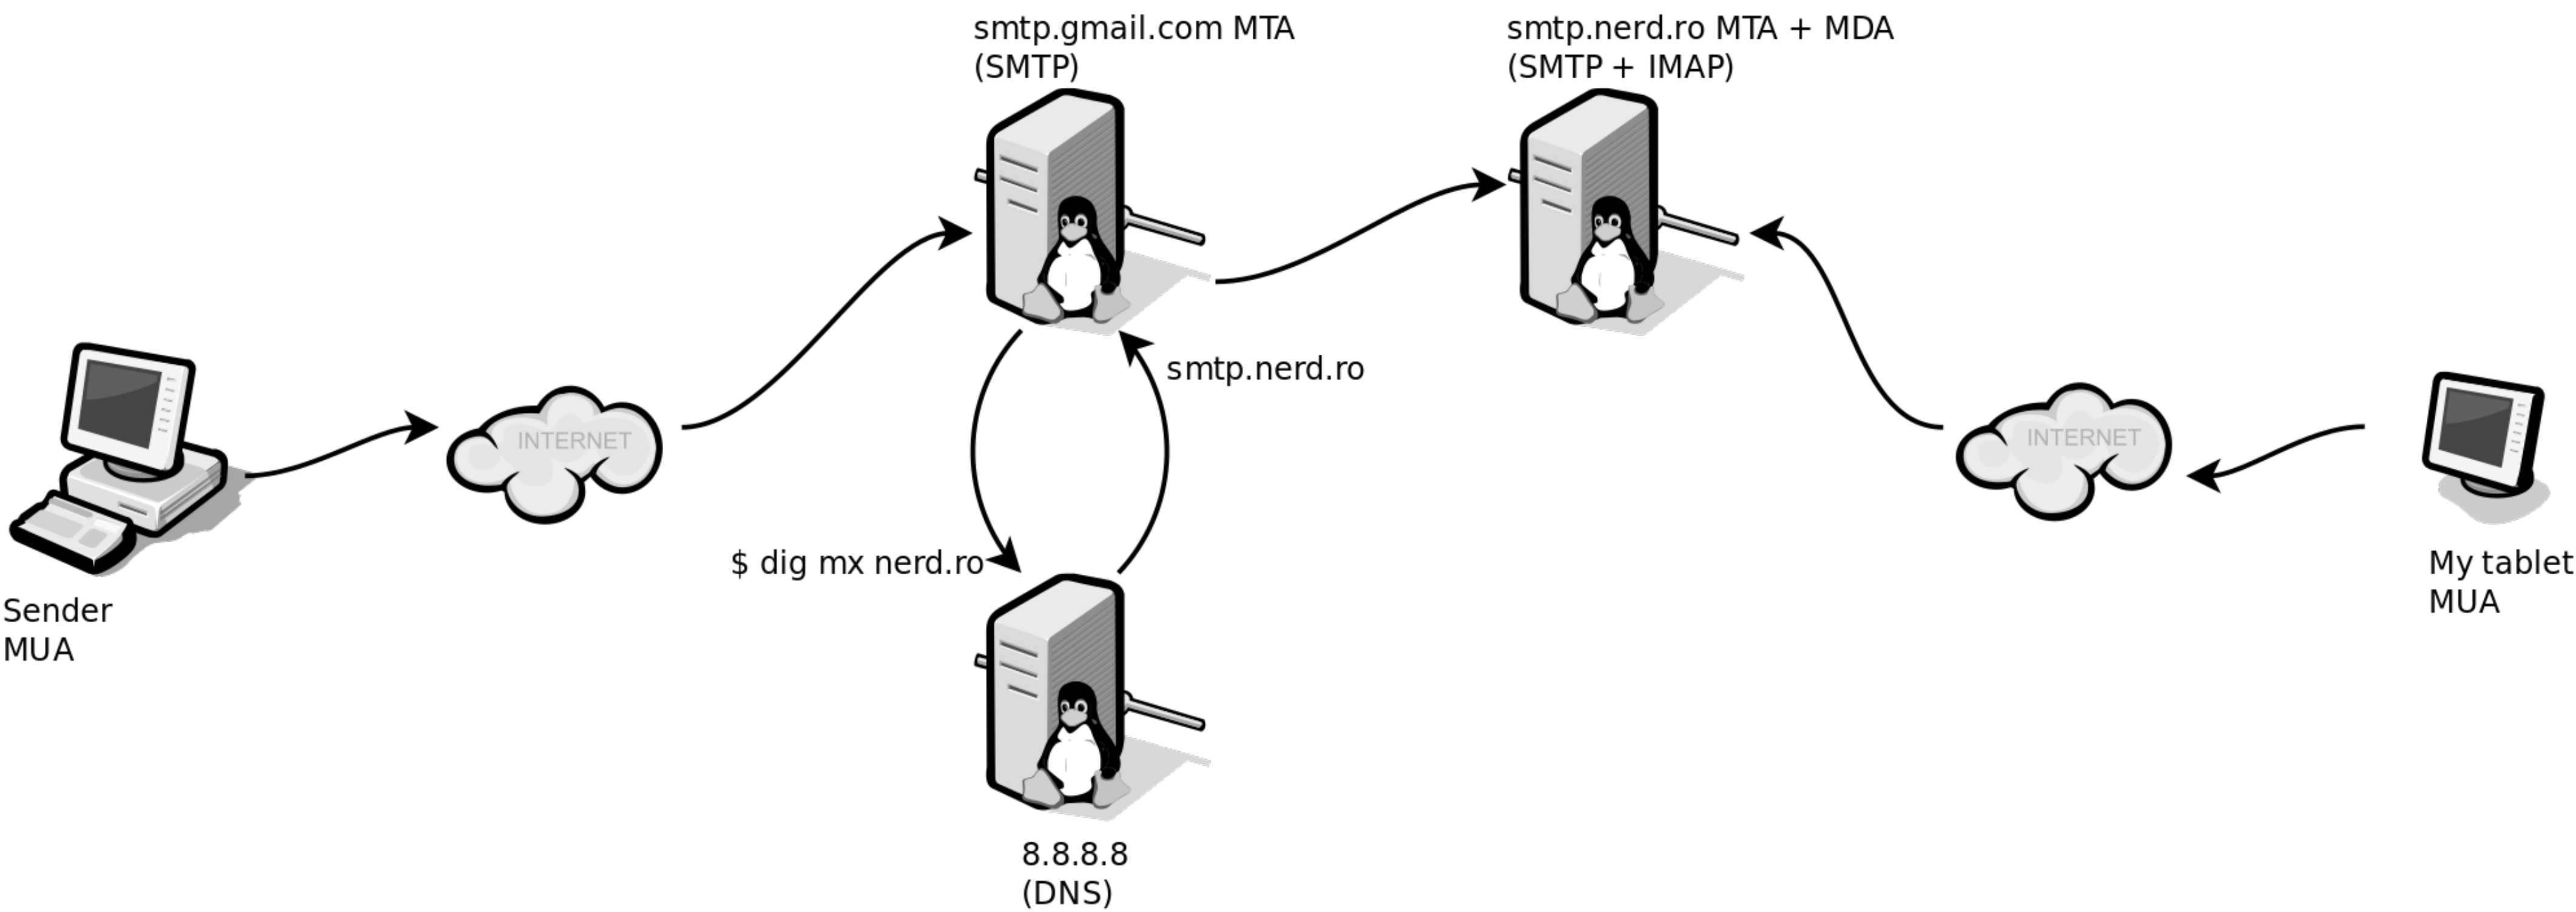 smtp.gmail.com MTA
(SMTP)
smtp.nerd.ro MTA + MDA
(SMTP + IMAP)
smtp.nerd.ro
INTERNET
INTERNET
$ dig mx nerd.ro
Sender
MUA
My tablet
MUA
8.8.8.8
(DNS)